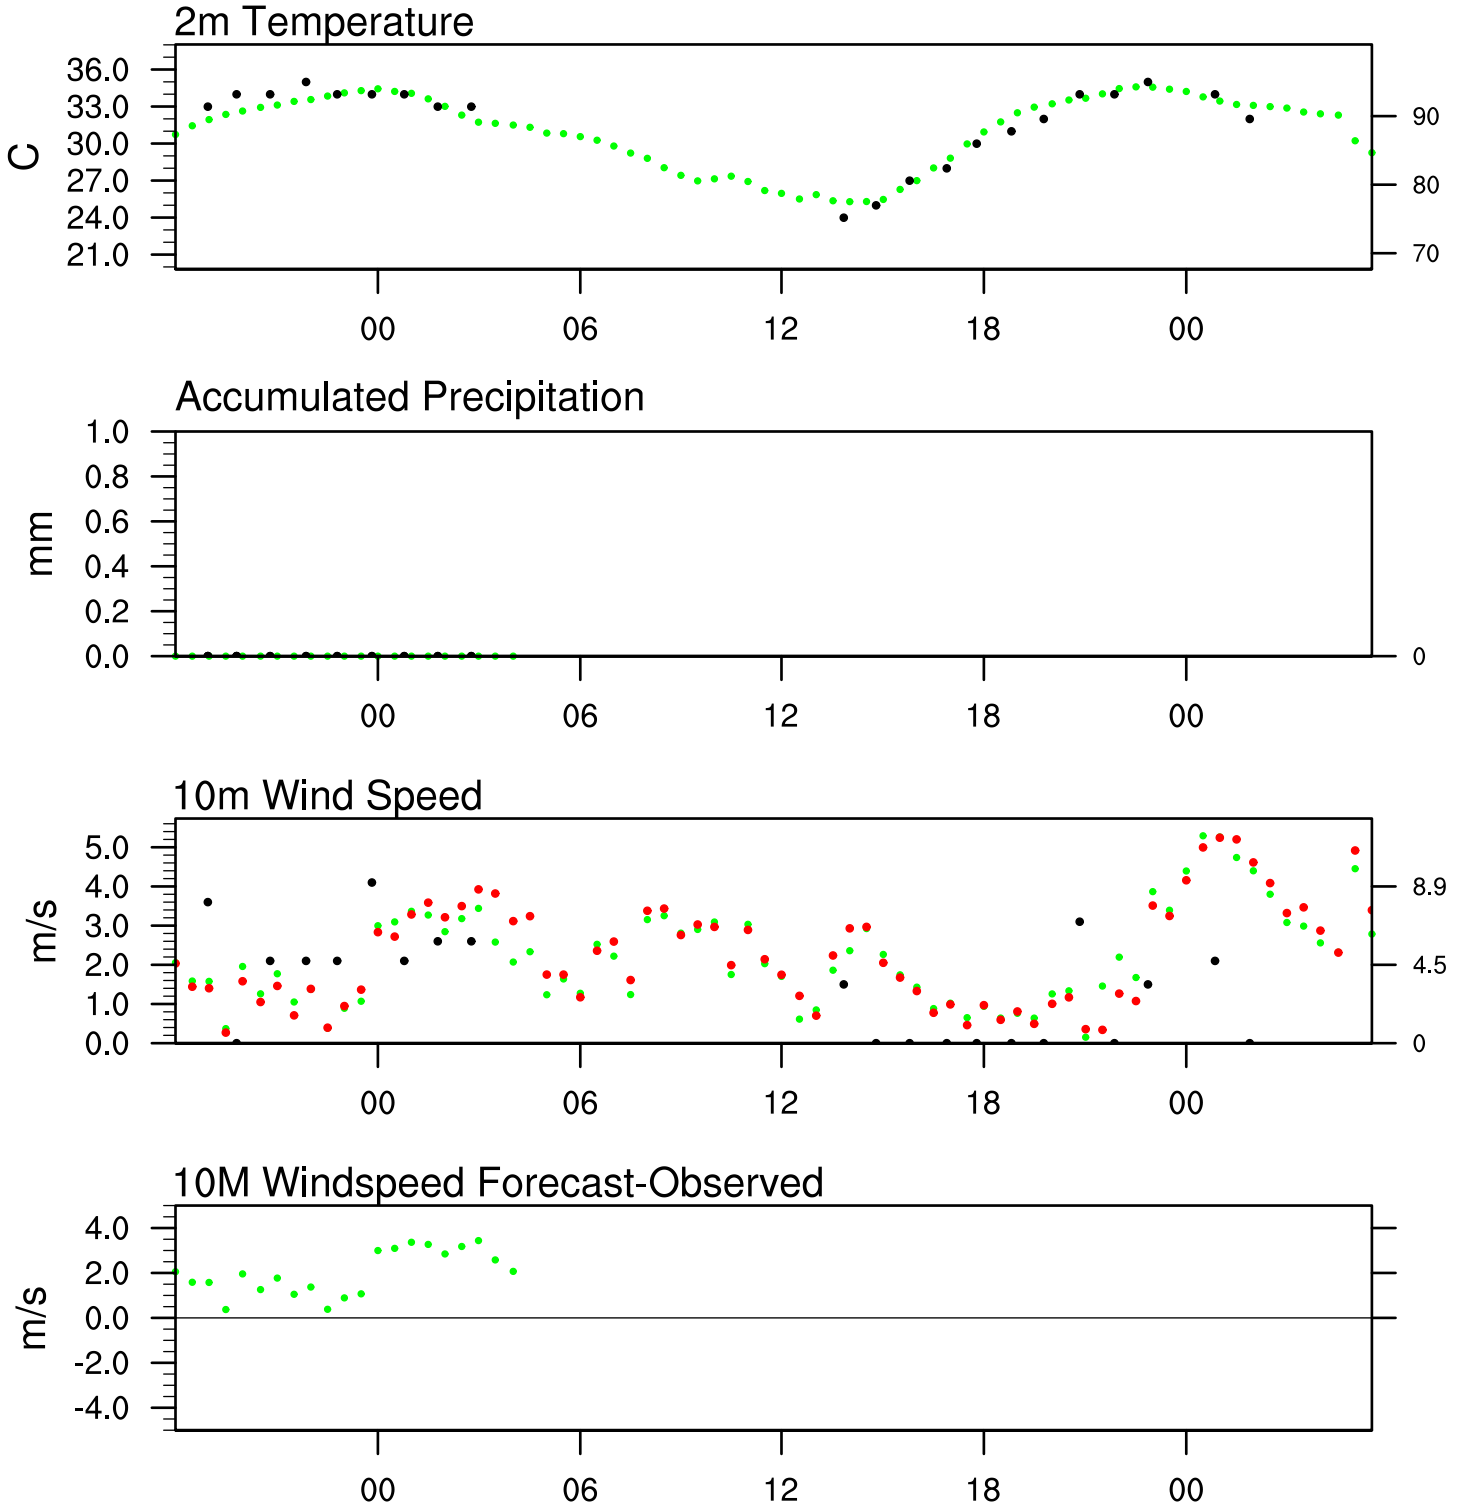 2m Temperature
36.0
33.0
30.0
27.0
24.0
21.0
C
90
80
70
00 06 12 18 00
Accumulated Precipitation
1.0
0.8
0.6
0.4
0.2
0.0
mm
0
00 06 12 18 00
10m Wind Speed
5.0
4.0
3.0
2.0
1.0
0.0
m/s
8.9
4.5
0
00 06 12 18 00
10M Windspeed Forecast-Observed
4.0
2.0
0.0
-2.0
-4.0
m/s
00 06 12 18 00